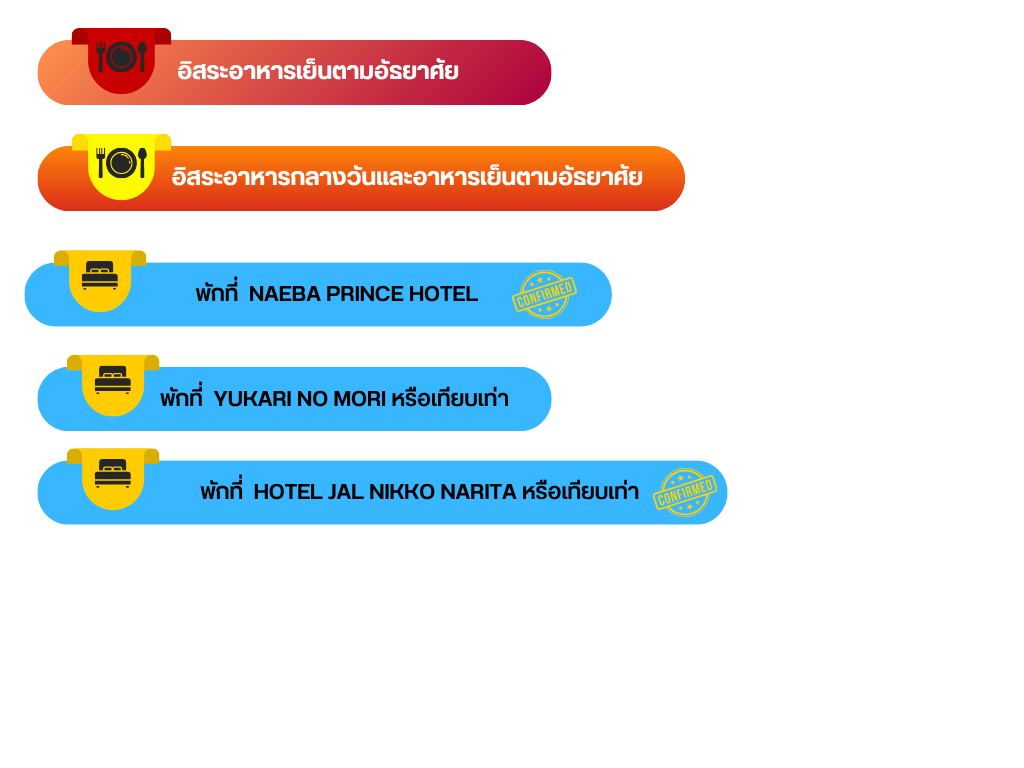 อิสระอาหารเย็นตามอัธยาศัย
อิสระอาหารกลางวันและอาหารเย็นตามอัธยาศัย
พักที่ NAEBA PRINCE HOTEL
CONFIRMED
พักที่ YUKARI NO MORI หรือเทียบเท่า
พักที่ HOTEL JAL NIKKO NARITA หรือเทียบเท่า
CONFIRMED